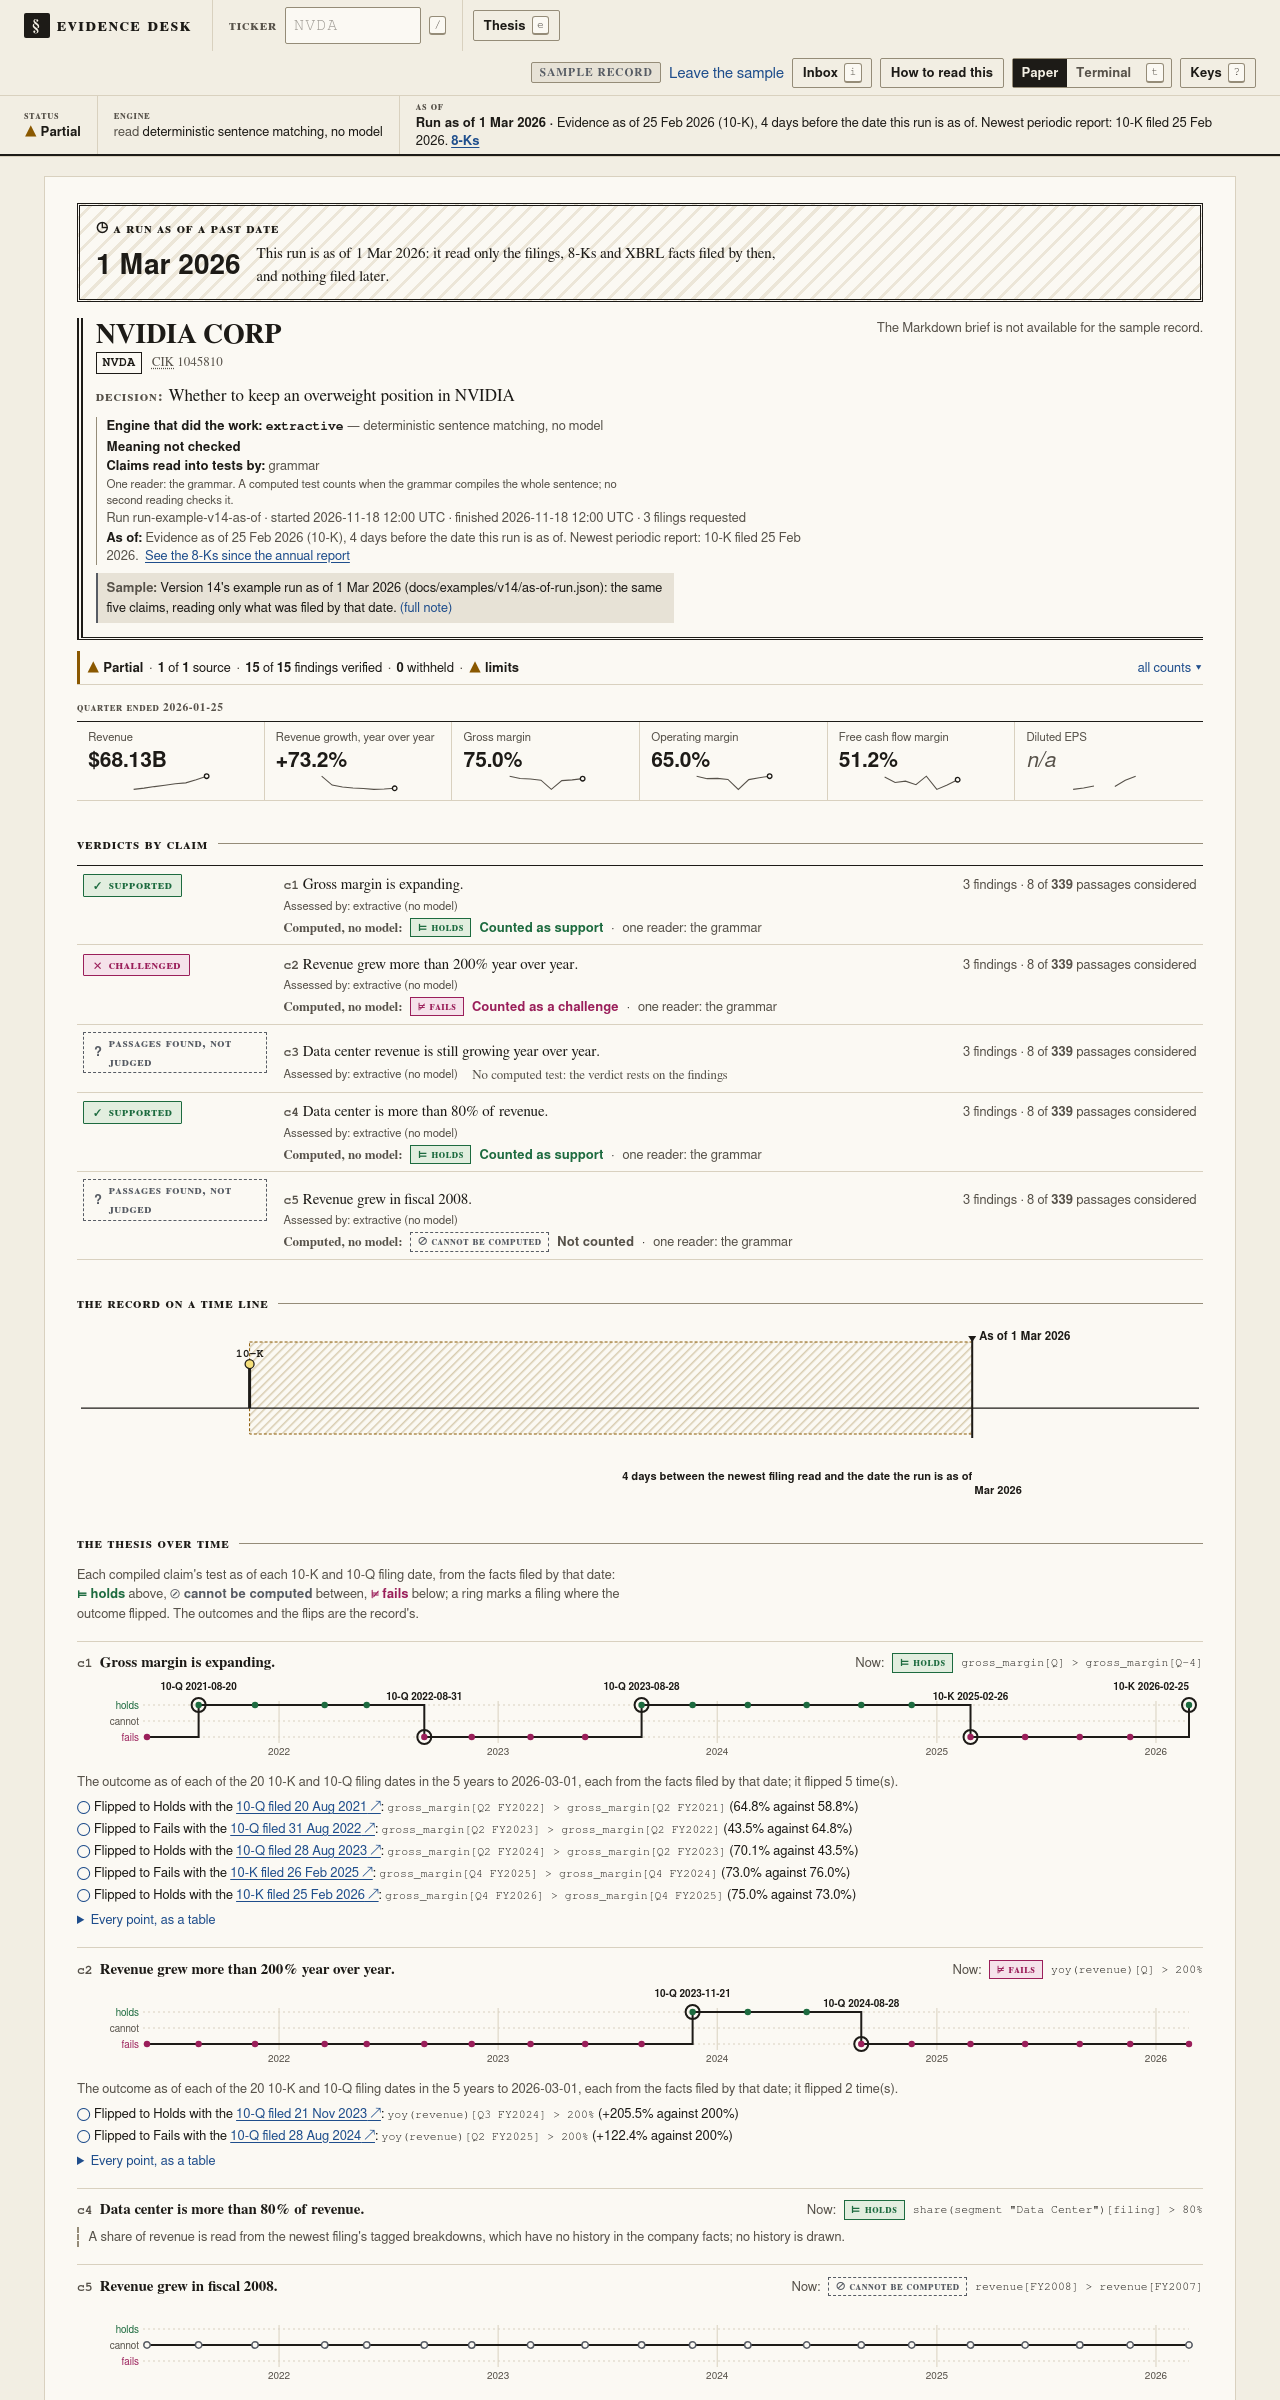 § EVIDENCE DESK TICKER NVDA / Thesis e
SAMPLE RECORD Leave the sample Inbox i How to read this Paper Terminal t Keys ?
STATUS
▲ Partial
ENGINE
read deterministic sentence matching, no model
AS OF
Run as of 1 Mar 2026 · Evidence as of 25 Feb 2026 (10-K), 4 days before the date this run is as of. Newest periodic report: 10-K filed 25 Feb
2026. 8-Ks
A RUN AS OF A PAST DATE
1 Mar 2026
This run is as of 1 Mar 2026: it read only the filings, 8-Ks and XBRL facts filed by then,
and nothing filed later.
NVIDIA CORP
The Markdown brief is not available for the sample record.
NVDA CIK 1045810
DECISION: Whether to keep an overweight position in NVIDIA
Engine that did the work: extractive — deterministic sentence matching, no model
Meaning not checked
Claims read into tests by: grammar
One reader: the grammar. A computed test counts when the grammar compiles the whole sentence; no
second reading checks it.
Run run-example-v14-as-of · started 2026-11-18 12:00 UTC · finished 2026-11-18 12:00 UTC · 3 filings requested
As of: Evidence as of 25 Feb 2026 (10-K), 4 days before the date this run is as of. Newest periodic report: 10-K filed 25 Feb
2026. See the 8-Ks since the annual report
Sample: Version 14's example run as of 1 Mar 2026 (docs/examples/v14/as-of-run.json): the same
five claims, reading only what was filed by that date. (full note)
▲ Partial · 1 of 1 source · 15 of 15 findings verified · 0 withheld · ▲ limits
all counts ▾
QUARTER ENDED 2026-01-25
Revenue
$68.13B
Revenue growth, year over year
+73.2%
Gross margin
75.0%
Operating margin
65.0%
Free cash flow margin
51.2%
Diluted EPS
n/a
VERDICTS BY CLAIM
✓ SUPPORTED
c1 Gross margin is expanding.
3 findings · 8 of 339 passages considered
Assessed by: extractive (no model)
Computed, no model: ⊨ HOLDS Counted as support · one reader: the grammar
✕ CHALLENGED
c2 Revenue grew more than 200% year over year.
3 findings · 8 of 339 passages considered
Assessed by: extractive (no model)
Computed, no model: ⊭ FAILS Counted as a challenge · one reader: the grammar
? PASSAGES FOUND, NOT
JUDGED
c3 Data center revenue is still growing year over year.
3 findings · 8 of 339 passages considered
Assessed by: extractive (no model) No computed test: the verdict rests on the findings
✓ SUPPORTED
c4 Data center is more than 80% of revenue.
3 findings · 8 of 339 passages considered
Assessed by: extractive (no model)
Computed, no model: ⊨ HOLDS Counted as support · one reader: the grammar
? PASSAGES FOUND, NOT
JUDGED
c5 Revenue grew in fiscal 2008.
3 findings · 8 of 339 passages considered
Assessed by: extractive (no model)
Computed, no model: ⊘ CANNOT BE COMPUTED Not counted · one reader: the grammar
THE RECORD ON A TIME LINE
As of 1 Mar 2026
10-K
4 days between the newest filing read and the date the run is as of
Mar 2026
THE THESIS OVER TIME
Each compiled claim's test as of each 10-K and 10-Q filing date, from the facts filed by that date:
⊨ holds above, ⊘ cannot be computed between, ⊭ fails below; a ring marks a filing where the
outcome flipped. The outcomes and the flips are the record's.
c1 Gross margin is expanding.
Now: ⊨ HOLDS gross_margin[Q] > gross_margin[Q-4]
10-Q 2021-08-20 10-Q 2022-08-31 10-Q 2023-08-28 10-K 2025-02-26 10-K 2026-02-25
holds
cannot
fails
2022 2023 2024 2025 2026
The outcome as of each of the 20 10-K and 10-Q filing dates in the 5 years to 2026-03-01, each from the facts filed by that date; it flipped 5 time(s).
Flipped to Holds with the 10-Q filed 20 Aug 2021 ↗: gross_margin[Q2 FY2022] > gross_margin[Q2 FY2021] (64.8% against 58.8%)
Flipped to Fails with the 10-Q filed 31 Aug 2022 ↗: gross_margin[Q2 FY2023] > gross_margin[Q2 FY2022] (43.5% against 64.8%)
Flipped to Holds with the 10-Q filed 28 Aug 2023 ↗: gross_margin[Q2 FY2024] > gross_margin[Q2 FY2023] (70.1% against 43.5%)
Flipped to Fails with the 10-K filed 26 Feb 2025 ↗: gross_margin[Q4 FY2025] > gross_margin[Q4 FY2024] (73.0% against 76.0%)
Flipped to Holds with the 10-K filed 25 Feb 2026 ↗: gross_margin[Q4 FY2026] > gross_margin[Q4 FY2025] (75.0% against 73.0%)
▶ Every point, as a table
c2 Revenue grew more than 200% year over year.
Now: ⊭ FAILS yoy(revenue)[Q] > 200%
10-Q 2023-11-21 10-Q 2024-08-28
holds
cannot
fails
2022 2023 2024 2025 2026
The outcome as of each of the 20 10-K and 10-Q filing dates in the 5 years to 2026-03-01, each from the facts filed by that date; it flipped 2 time(s).
Flipped to Holds with the 10-Q filed 21 Nov 2023 ↗: yoy(revenue)[Q3 FY2024] > 200% (+205.5% against 200%)
Flipped to Fails with the 10-Q filed 28 Aug 2024 ↗: yoy(revenue)[Q2 FY2025] > 200% (+122.4% against 200%)
▶ Every point, as a table
c4 Data center is more than 80% of revenue.
Now: ⊨ HOLDS share(segment "Data Center")[filing] > 80%
A share of revenue is read from the newest filing's tagged breakdowns, which have no history in the company facts; no history is drawn.
c5 Revenue grew in fiscal 2008.
Now: ⊘ CANNOT BE COMPUTED revenue[FY2008] > revenue[FY2007]
holds
cannot
fails
2022 2023 2024 2025 2026